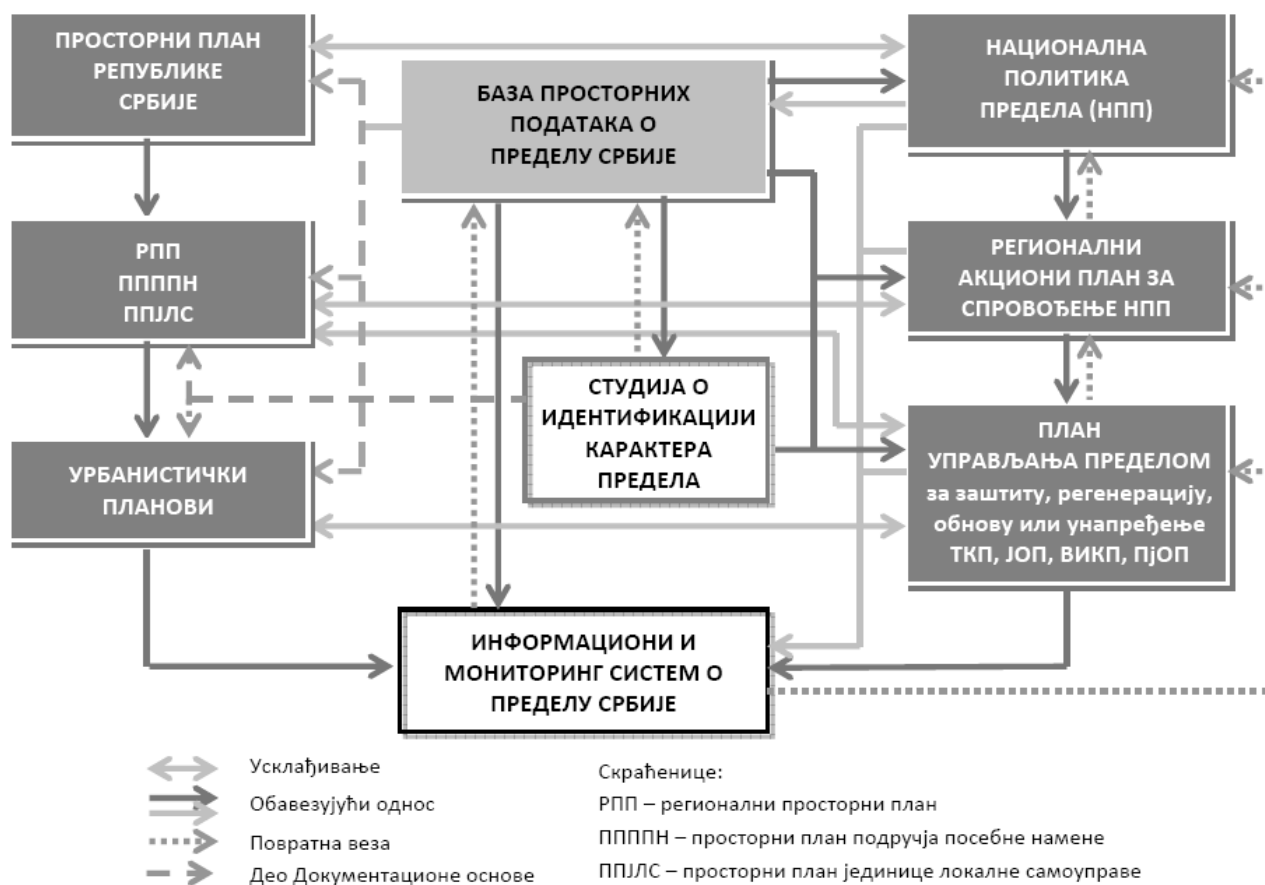 ПРОСТОРНИ ПЛАН
РЕПУБЛИКЕ
СРБИЈЕ
БАЗА ПРОСТОРНИХ
ПОДАТАКА О
ПРЕДЕЛУ СРБИЈЕ
НАЦИОНАЛНА
ПОЛИТИКА
ПРЕДЕЛА (НПП)
РПП
ППППН
ППЈЛС
РЕГИОНАЛНИ
АКЦИОНИ ПЛАН ЗА
СПРОВОЂЕЊЕ НПП
СТУДИЈА О
ИДЕНТИФИКАЦИЈИ
КАРАКТЕРА
ПРЕДЕЛА
УРБАНИСТИЧКИ
ПЛАНОВИ
ПЛАН
УПРАВЉАЊА ПРЕДЕЛОМ
за заштиту, регенерацију,
обнову или унапређење
ТКП, ЈОП, ВИКП, ПјОП
ИНФОРМАЦИОНИ И
МОНИТОРИНГ СИСТЕМ О
ПРЕДЕЛУ СРБИЈЕ
Усклађивање
Обавезујући однос
Повратна веза
Део Документационе основе
Скраћенице:
РПП – регионални просторни план
ППППН – просторни план подручја посебне намене
ППЈЛС – просторни план јединице локалне самоуправе